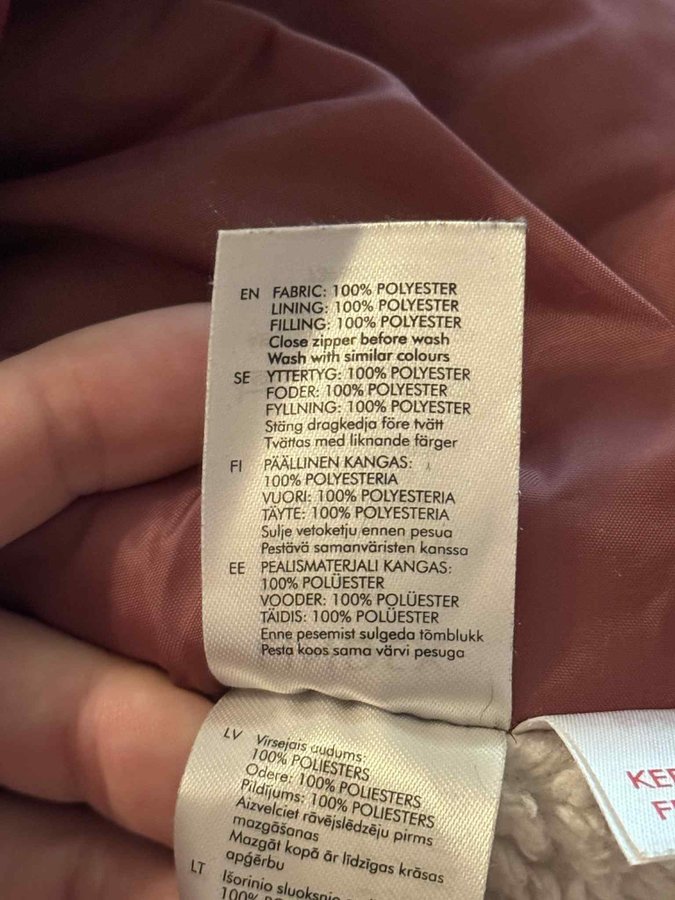 EN FABRIC: 100% POLYESTER
LINING: 100% POLYESTER
FILLING: 100% POLYESTER
Close zipper before wash
Wash with similar colours
SE YTTERTYG: 100% POLYESTER
FODER: 100% POLYESTER
FYLLNING: 100% POLYESTER
Stäng dragkedja före tvätt
Tvättas med liknande färger
FI PÄÄLLINEN KANGAS:
100% POLYESTERIA
VUORI: 100% POLYESTERIA
TÄYTE: 100% POLYESTERIA
Sulje vetoketju ennen pesua
Pestävä samanväristen kanssa
EE PEALISMATERJALI KANGAS:
100% POLÜESTER
VOODER: 100% POLÜESTER
TÄIDIS: 100% POLÜESTER
Enne pesemist sulgeda tõmblukk
Pesta koos sama värvi pesuga
LV Virsejais audums:
100% POLIESTERS
Odere: 100% POLIESTERS
Pildījums: 100% POLIESTERS
Aizvelciet rāvējslēdzēju pirms
mazgāšanas
Mazgāt kopā ar līdzīgas krāsas
apģērbu
LT Išorinio
100%